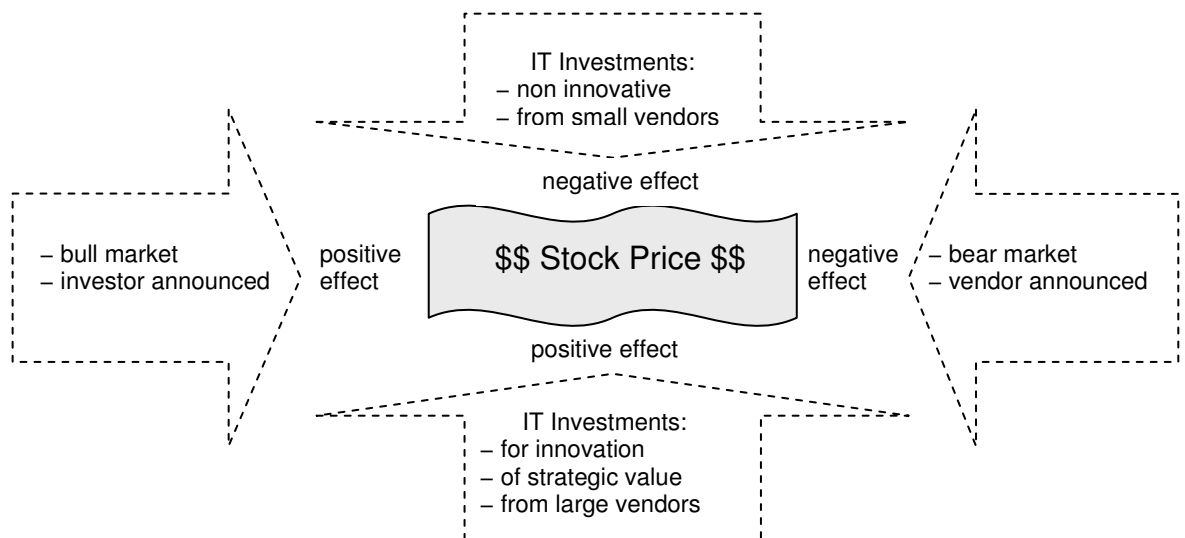 IT Investments:
– non innovative
– from small vendors
negative effect
– bull market
– investor announced
positive
effect
$$ Stock Price $$
negative
effect
– bear market
– vendor announced
positive effect
IT Investments:
– for innovation
– of strategic value
– from large vendors